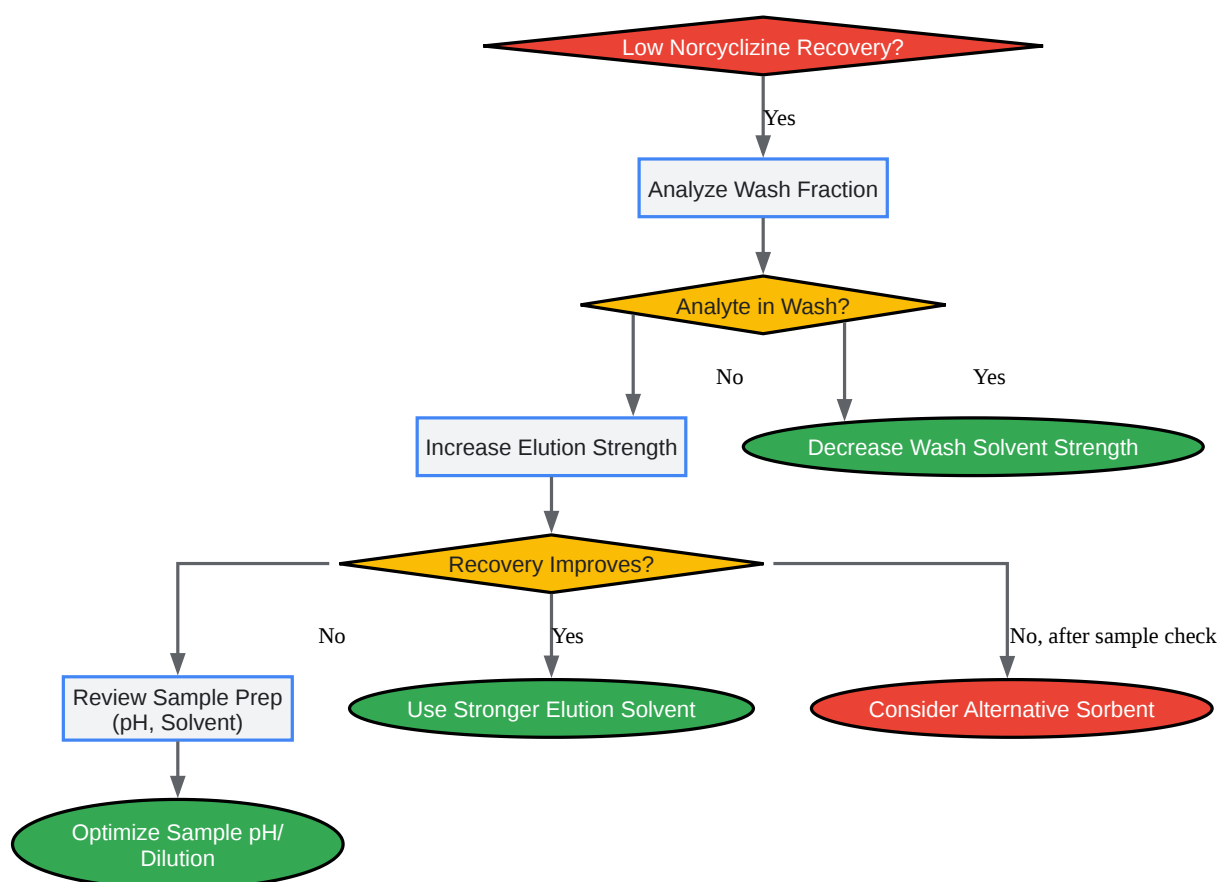 Low Norcyclizine Recovery?
Yes
Analyze Wash Fraction
Analyte in Wash?
No
Yes
Increase Elution Strength
Decrease Wash Solvent Strength
Recovery Improves?
No
Yes
No, after sample check
Review Sample Prep
(pH, Solvent)
Use Stronger Elution Solvent
Consider Alternative Sorbent
Optimize Sample pH/
Dilution